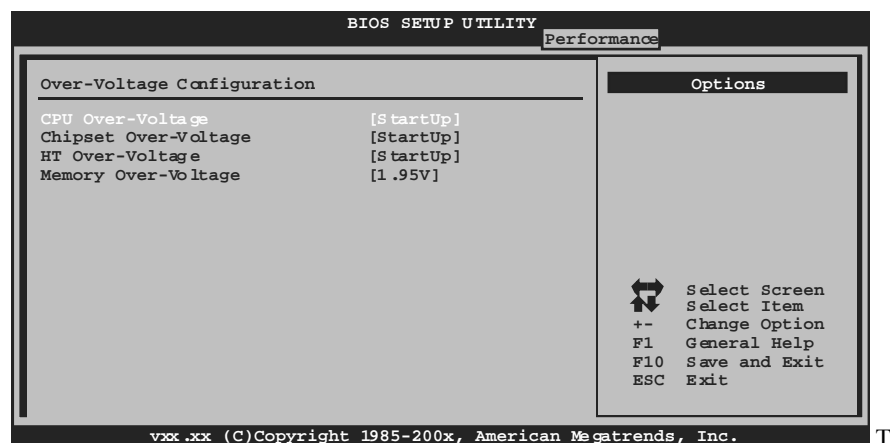 BIOS SETUP UTILITY
Performance
Over-Voltage Configuration
CPU Over-Voltage [StartUp]
Chipset Over-Voltage [StartUp]
HT Over-Voltage [StartUp]
Memory Over-Voltage [1.95V]
Options
Select Screen
Select Item
+- Change Option
F1 General Help
F10 Save and Exit
ESC Exit
vxx.xx (C)Copyright 1985-200x, American Megatrends, Inc.
T